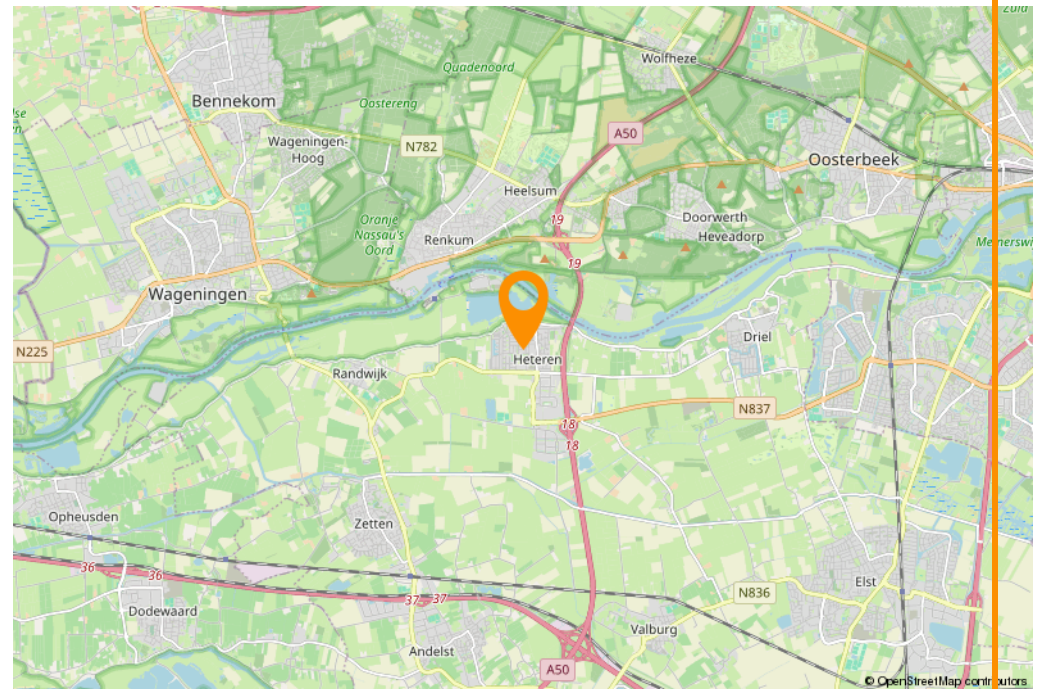 Zuid
Wolfheze
Quadenoord
Bennekom
Oostereng
A50
Wageningen-
Hoog
N782
Oosterbeek
Heelsum
Oranje
Nassau's
Oord
19
Doorwerth
Renkum
Heveadorp
19
Wageningen
Driel
N225
Heteren
Randwijk
N837
18
18
Opheusden
Zetten
36
36
Elst
37
37
N836
Dodewaard
Valburg
Andelst
A50
© OpenStreetMap contributors